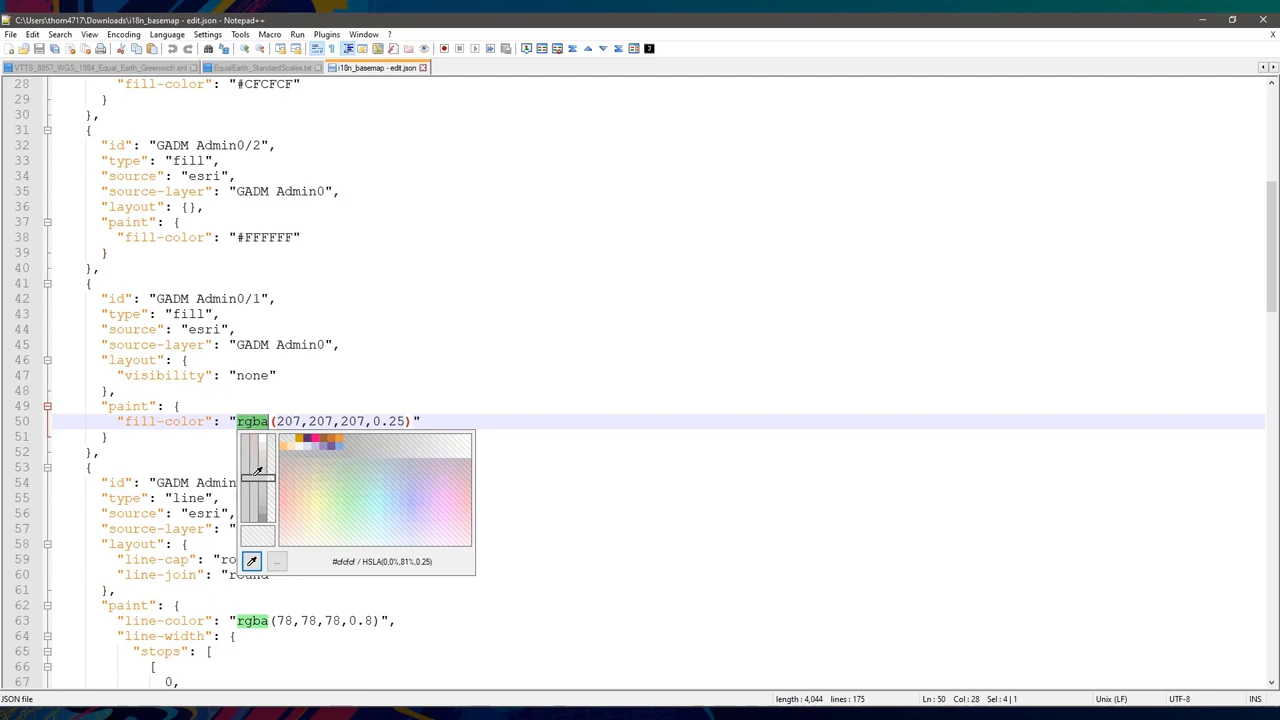 C:\Users\thom4717\Downloads\i18n_basemap - edit.json - Notepad++
File Edit Search View Encoding Language Settings Tools Macro Run Plugins Window ?
X
VTTS_8857_WGS_1984_Equal_Earth_Greenwich.xml
EqualEarth_StandardScales.txt
i18n_basemap - edit.json
28 "fill-color": "#CFCFCF"
29 }
30 },
31 {
32 "id": "GADM Admin0/2",
33 "type": "fill",
34 "source": "esri",
35 "source-layer": "GADM Admin0",
36 "layout": {},
37 "paint": {
38 "fill-color": "#FFFFFF"
39 }
40 },
41 {
42 "id": "GADM Admin0/1",
43 "type": "fill",
44 "source": "esri",
45 "source-layer": "GADM Admin0",
46 "layout": {
47 "visibility": "none"
48 },
49 "paint": {
50 "fill-color": "rgba(207,207,207,0.25)"
51 }
52 },
53 {
54 "id": "GADM Admin
55 "type": "line",
56 "source": "esri",
57 "source-layer": "
58 "layout": {
59 "line-cap": "ro
60 "line-join": "round
61 },
62 "paint": {
63 "line-color": "rgba(78,78,78,0.8)",
64 "line-width": {
65 "stops": [
66 [
67 0,
...
#cfcfcf / HSLA(0,0%,81%,0.25)
JSON file
length : 4,044 lines : 175
Ln : 50 Col : 28 Sel : 4 | 1
Unix (LF)
UTF-8
INS